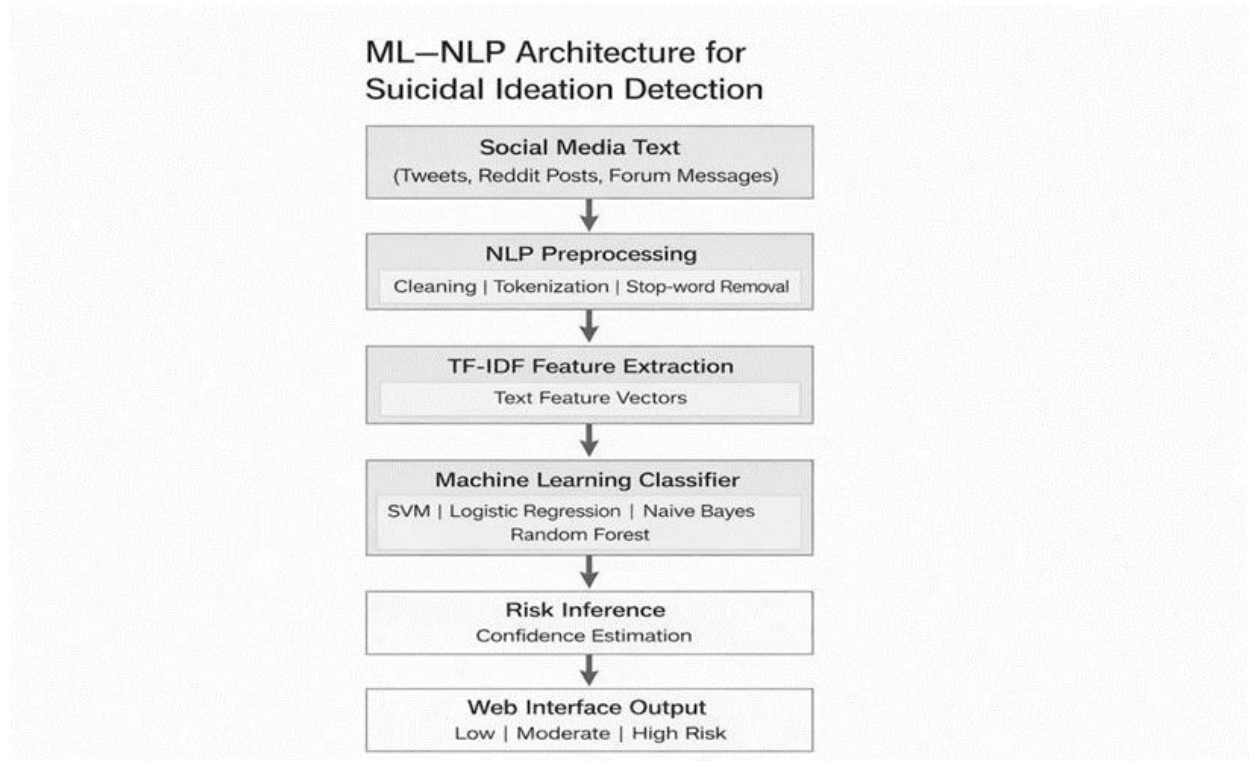 ML—NLP Architecture for
Suicidal Ideation Detection
Social Media Text
(Tweets, Reddit Posts, Forum Messages)
NLP Preprocessing
Cleaning | Tokenization | Stop-word Removal
TF-IDF Feature Extraction
Text Feature Vectors
Machine Learning Classifier
SVM | Logistic Regression | Naive Bayes
Random Forest
Risk Inference
Confidence Estimation
Web Interface Output
Low | Moderate | High Risk